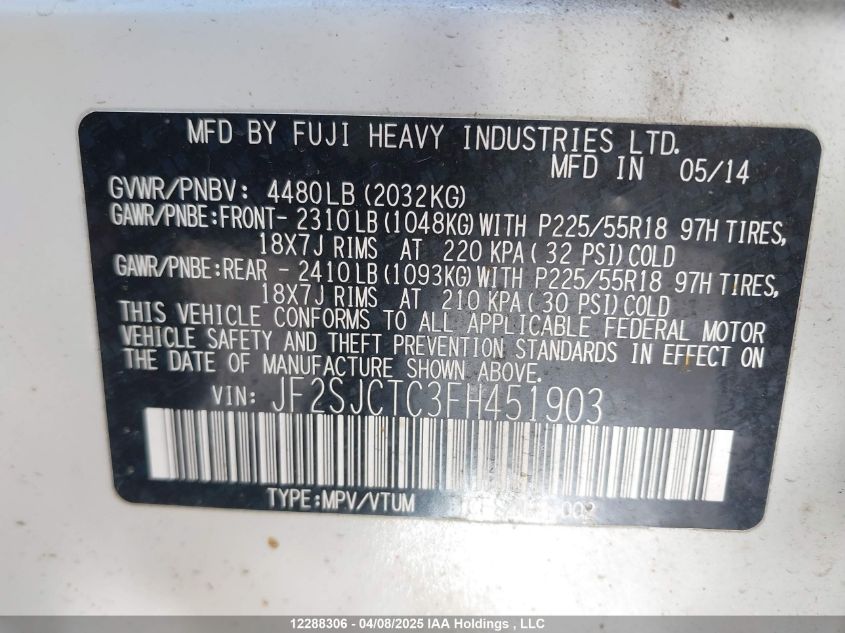 MFD BY FUJI HEAVY INDUSTRIES LTD.
MFD IN 05/14
GVWR/PNBV: 4480LB (2032KG)
GAWR/PNBE:FRONT- 2310LB (1048KG) WITH P225/55R18 97H TIRES,
18X7J RIMS AT 220 KPA ( 32 PSI) COLD
GAWR/PNBE:REAR - 2410LB (1093KG) WITH P225/55R18 97H TIRES,
18X7J RIMS AT 210 KPA ( 30 PSI) COLD
THIS VEHICLE CONFORMS TO ALL APPLICABLE FEDERAL MOTOR
VEHICLE SAFETY AND THEFT PREVENTION STANDARDS IN EFFECT ON
THE DATE OF MANUFACTURE SHOWN ABOVE.
VIN: JF2SJCTC3FH451903
TYPE:MPV/VTUM
12288306 - 04/08/2025 IAA Holdings, LLC